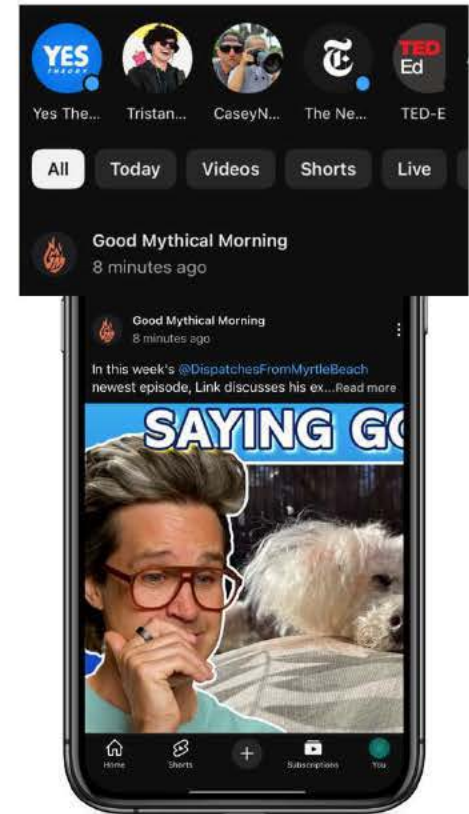 YES
THEORY
TED
Ed
Yes The...
Tristan...
CaseyN...
The Ne...
TED-E
All
Today
Videos
Shorts
Live
Good Mythical Morning
8 minutes ago
Good Mythical Morning
8 minutes ago
In this week's @DispatchesFromMyrtleBeach
newest episode, Link discusses his ex...Read more
SAYING GO
Home
Shorts
Subscriptions
You